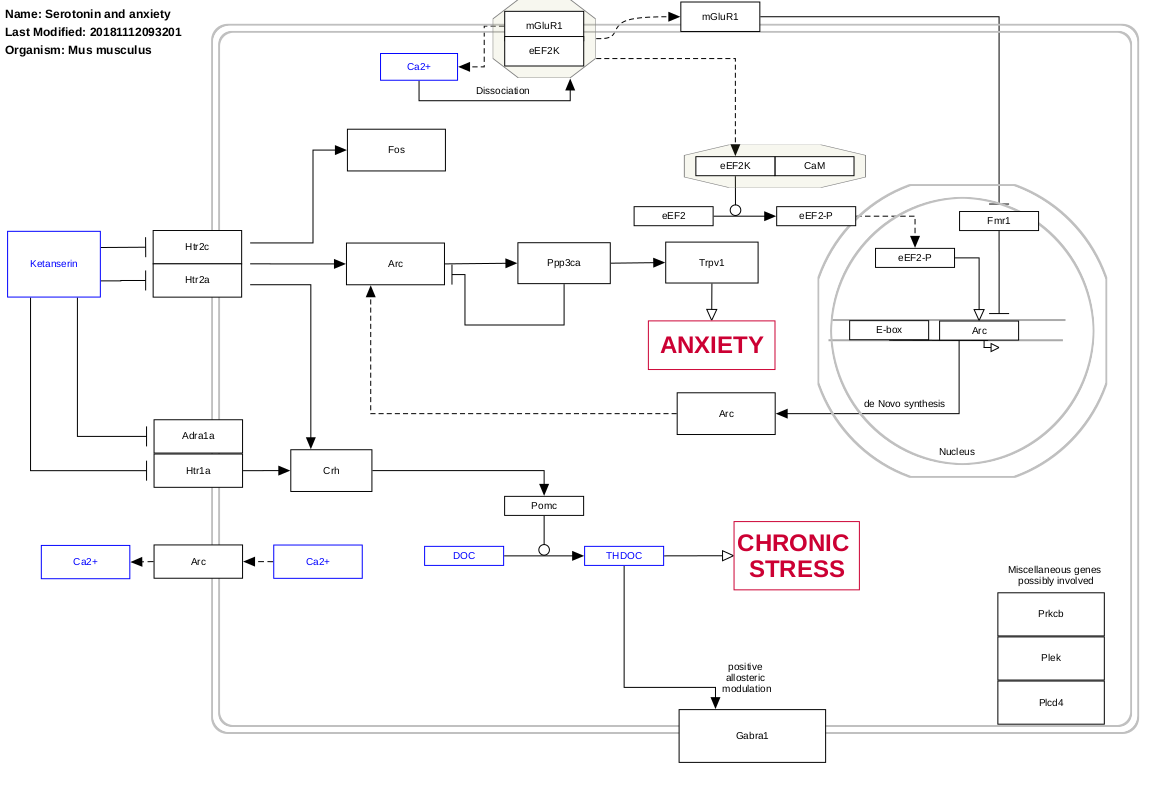 Name: Serotonin and anxiety
Last Modified: 20181112093201
Organism: Mus musculus
mGluR1
eEF2K
mGluR1
Ca2+
Dissociation
Fos
eEF2K
CaM
eEF2
eEF2-P
Fmr1
eEF2-P
Ketanserin
Htr2c
Htr2a
Arc
Ppp3ca
Trpv1
E-box
Arc
ANXIETY
Arc
de Novo synthesis
Nucleus
Adra1a
Htr1a
Crh
Pomc
Ca2+
Arc
Ca2+
DOC
THDOC
CHRONIC
STRESS
Miscellaneous genes
possibly involved
Prkcb
Plek
Plcd4
positive
allosteric
modulation
Gabra1